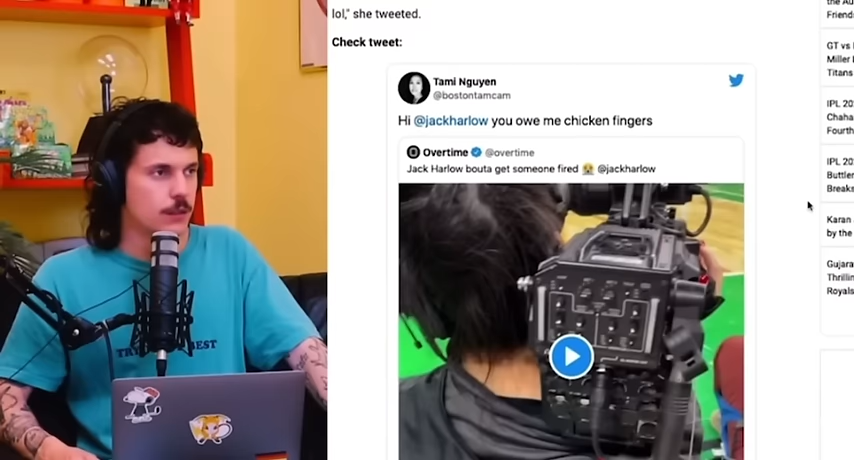 lol," she tweeted.
Check tweet:
Tami Nguyen
@bostontamcam
Hi @jackharlow you owe me chicken fingers
Overtime @overtime
Jack Harlow bouta get someone fired 😭 @jackharlow
Friend
GT vs
Miller
Titans
IPL 20
Chaha
Fourth
IPL 20
Buttler
Breaks
Karan
by the
Gujara
Thrillin
Royals